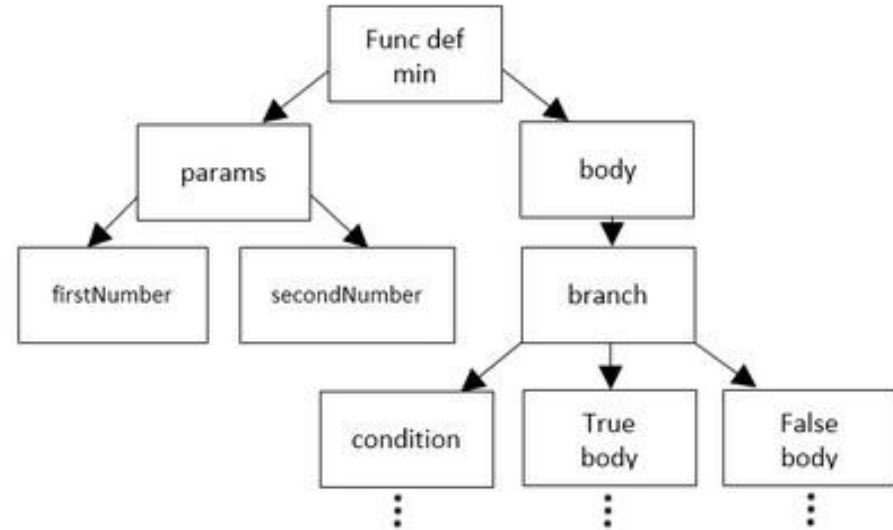 Func def
min
params
body
firstNumber
secondNumber
branch
condition
True
body
False
body